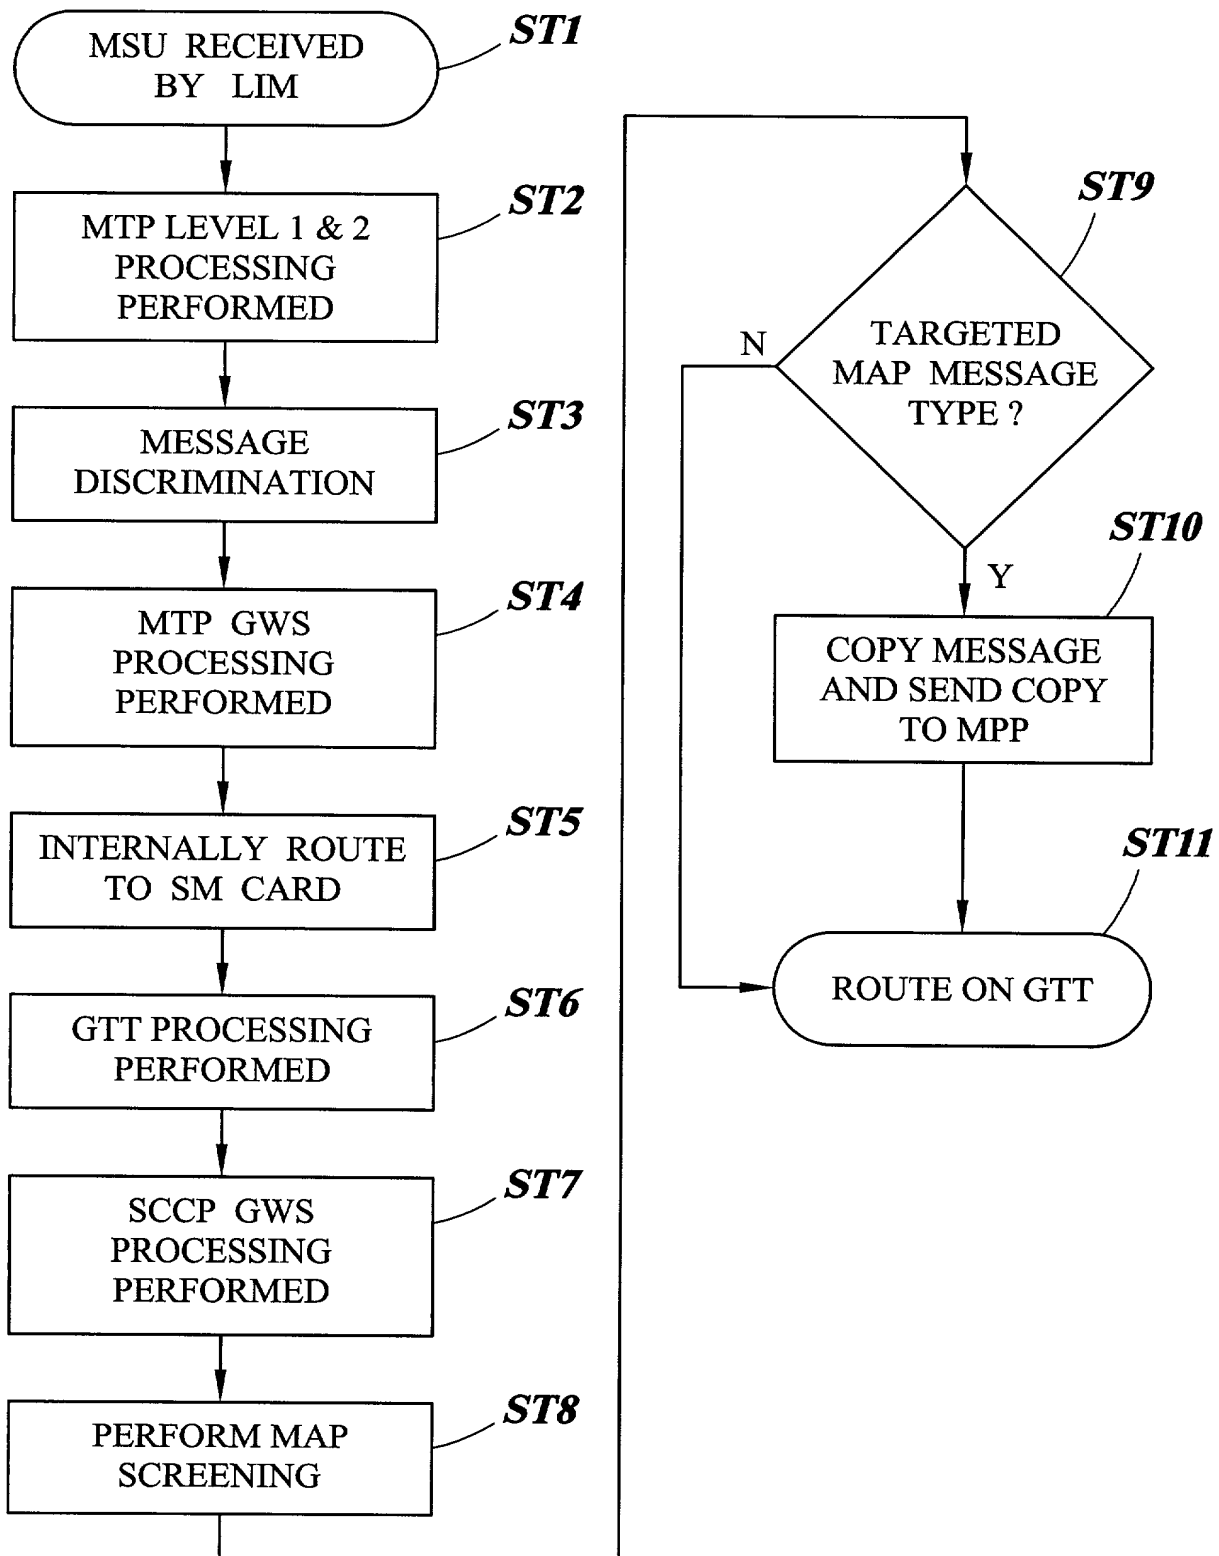 MSU RECEIVED
BY LIM
ST1
MTP LEVEL 1 & 2
PROCESSING
PERFORMED
ST2
MESSAGE
DISCRIMINATION
ST3
MTP GWS
PROCESSING
PERFORMED
ST4
INTERNALLY ROUTE
TO SM CARD
ST5
GTT PROCESSING
PERFORMED
ST6
SCCP GWS
PROCESSING
PERFORMED
ST7
PERFORM MAP
SCREENING
ST8
ST9
TARGETED
MAP MESSAGE
TYPE ?
N
Y
ST10
COPY MESSAGE
AND SEND COPY
TO MPP
ST11
ROUTE ON GTT